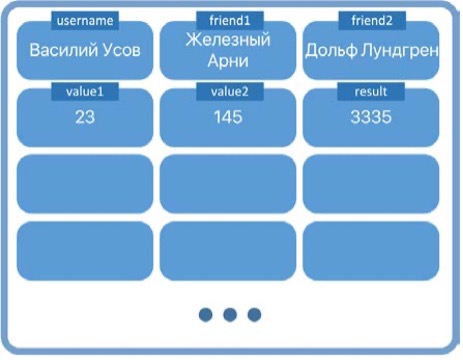 username friend1 friend2
Василий Усов Железный Арни Дольф Лундгрен
value1 value2 result
23 145 3335